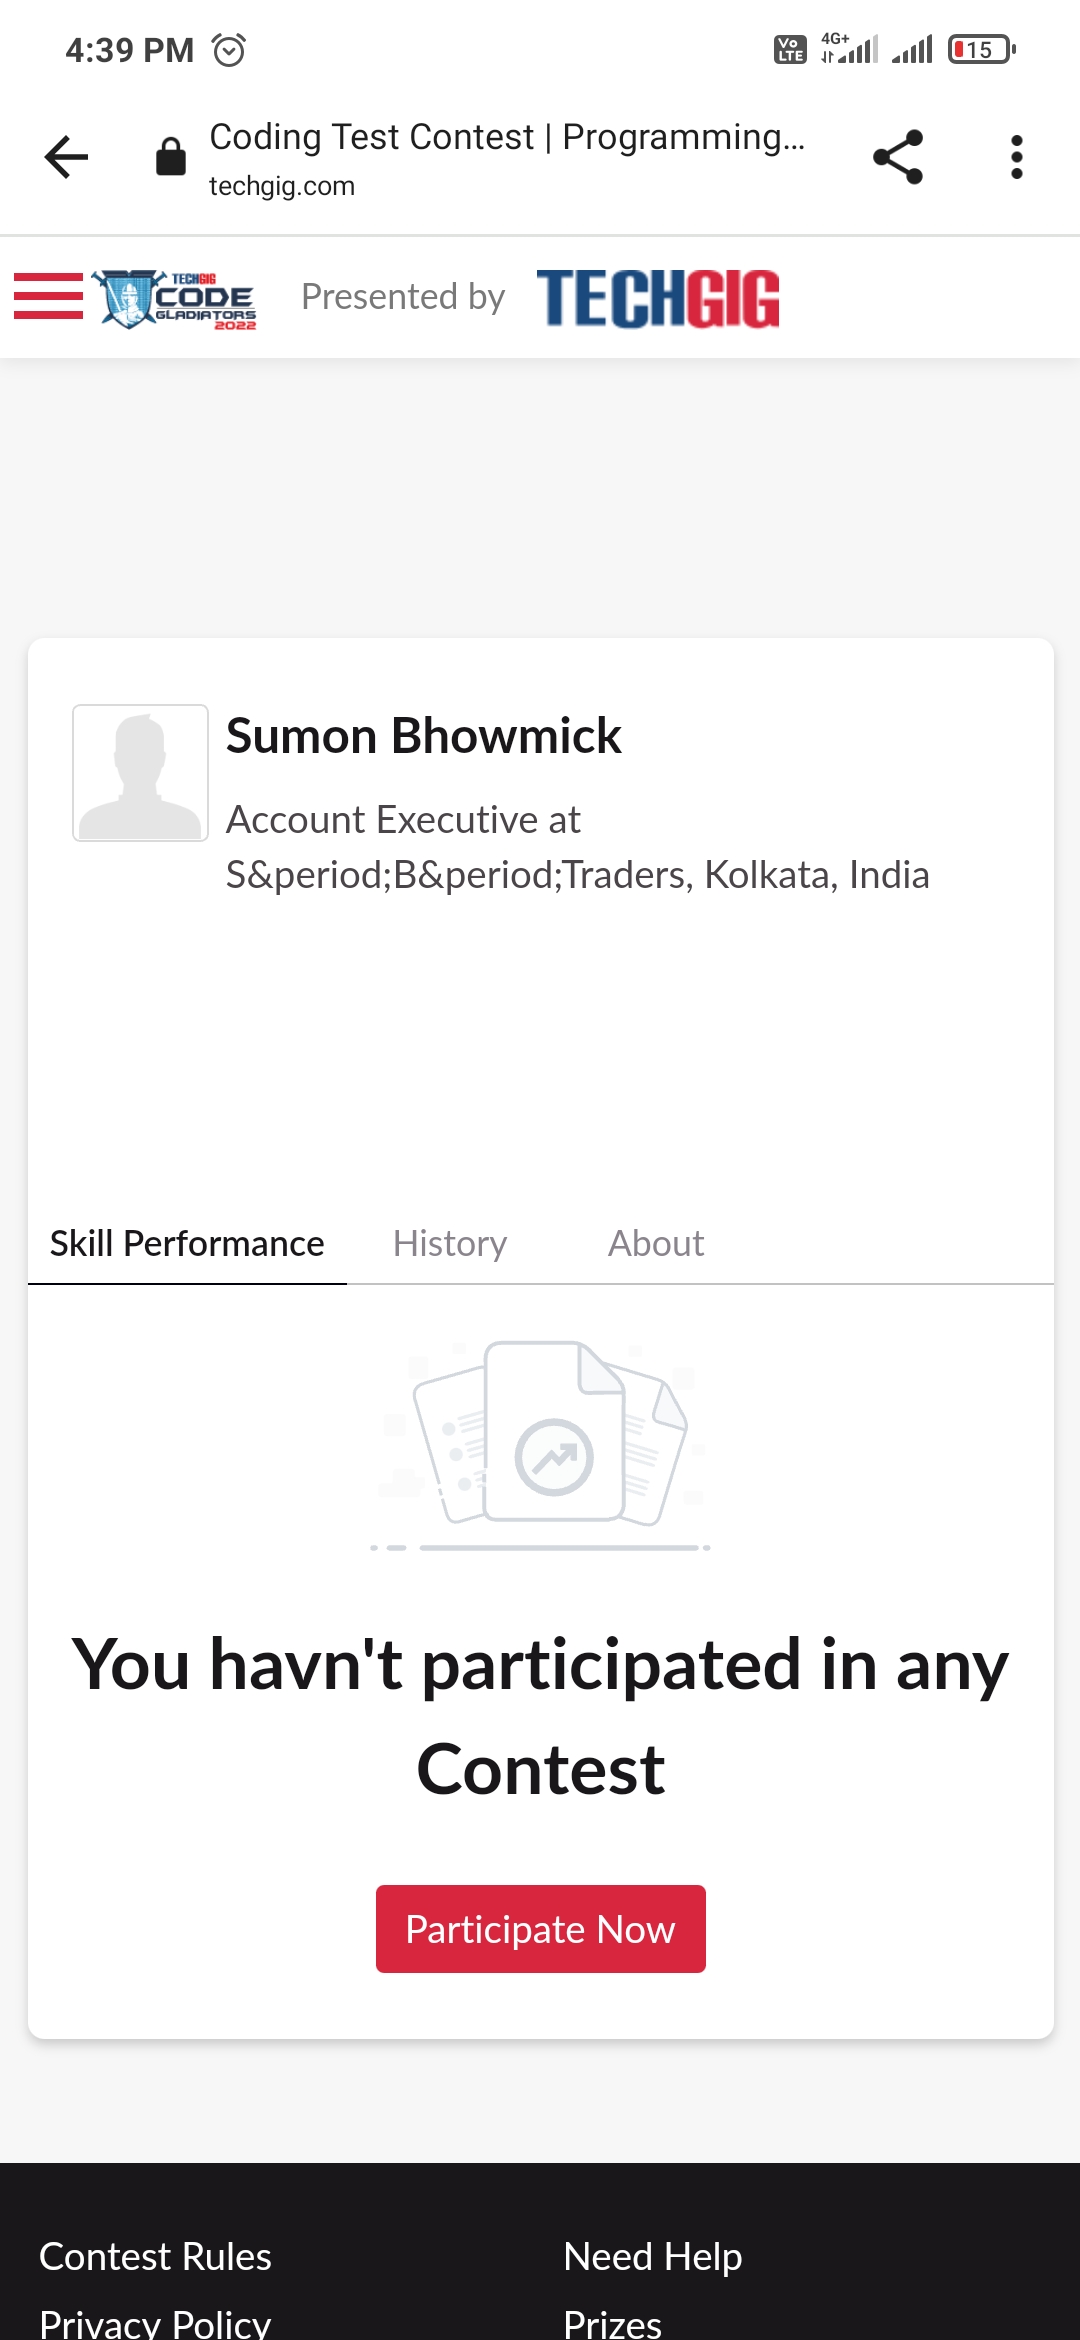 4:39 PM
Vo LTE 4G+ 15
Coding Test Contest | Programming...
techgig.com
TECHGIG
CODE
GLADIATORS
2022
Presented by
TECHGIG
Sumon Bhowmick
Account Executive at
S&period;B&period;Traders, Kolkata, India
Skill Performance History About
You havn't participated in any
Contest
Participate Now
Contest Rules Need Help
Privacy Policy Prizes